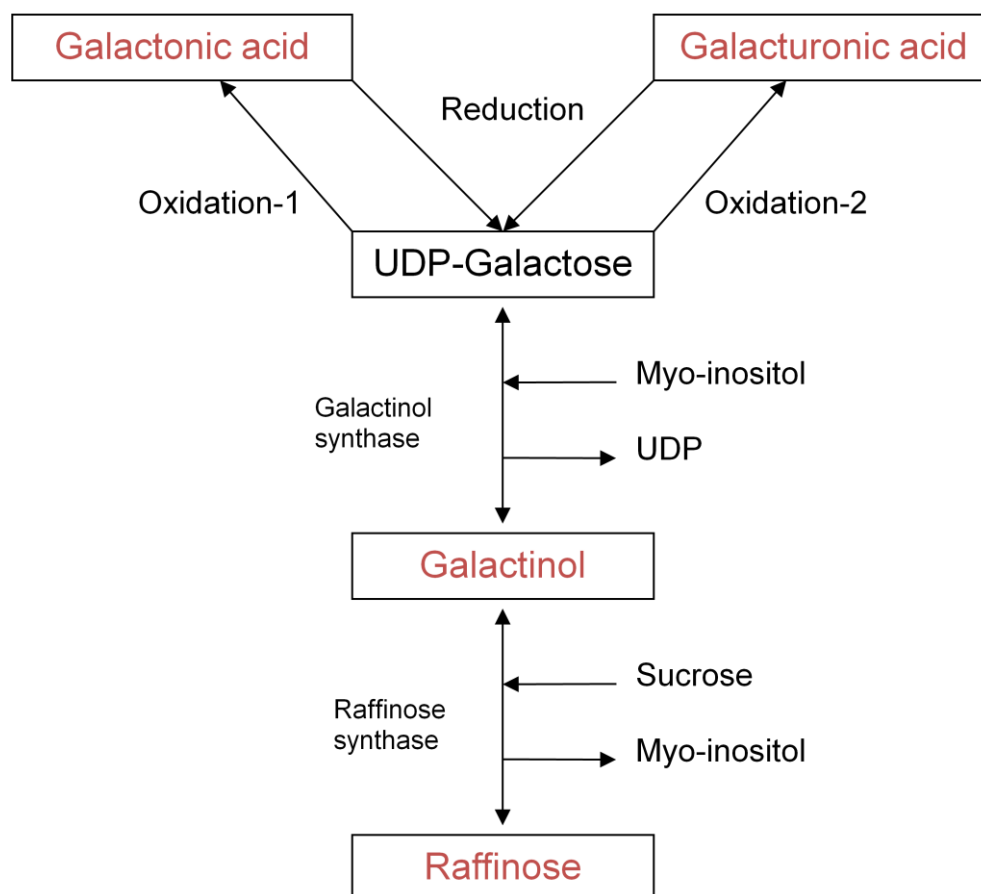 Galactonic acid
Galacturonic acid
Reduction
Oxidation-1
Oxidation-2
UDP-Galactose
Myo-inositol
Galactinol
synthase
UDP
Galactinol
Sucrose
Raffinose
synthase
Myo-inositol
Raffinose